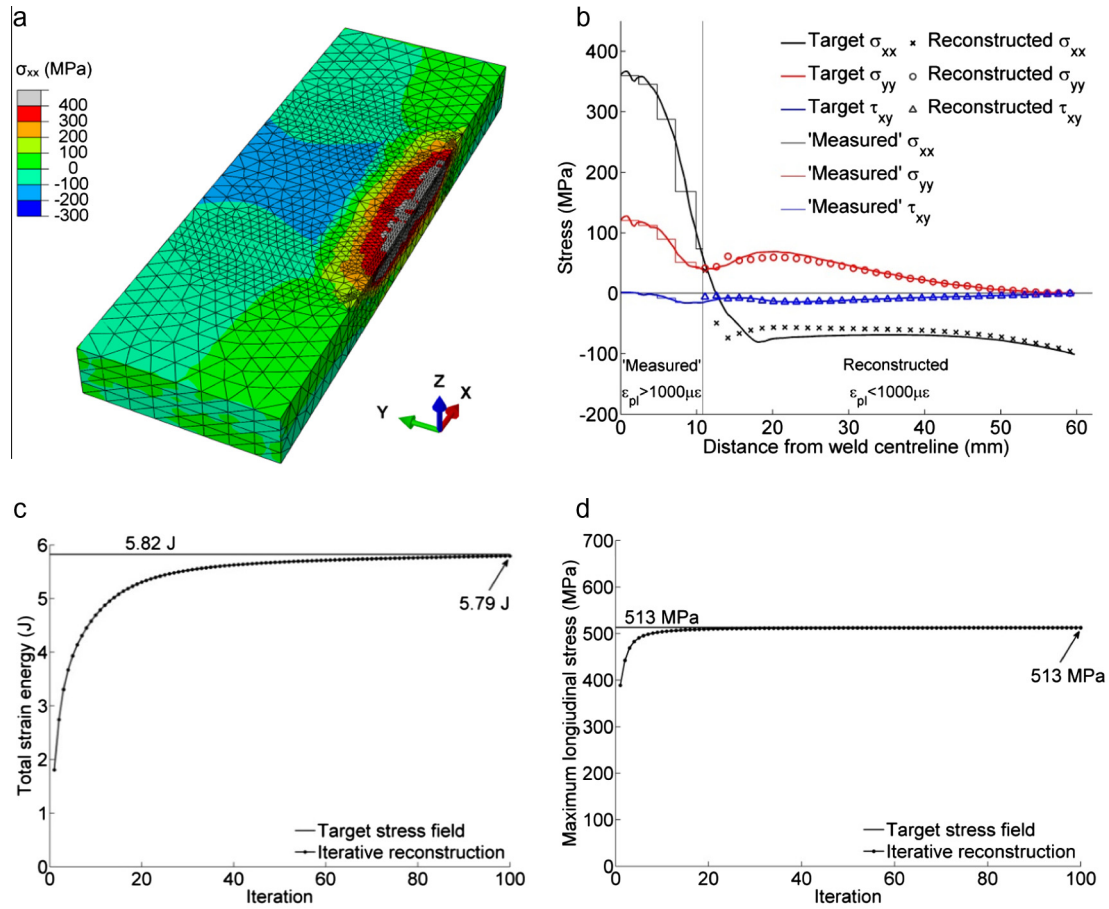 a
σxx (MPa)
400
300
200
100
0
-100
-200
-300
Z
X
Y
b
Target σxx
Reconstructed σxx
Target σyy
Reconstructed σyy
Target τxy
Reconstructed τxy
'Measured' σxx
'Measured' σyy
'Measured' τxy
400
300
200
100
0
-100
-200
Stress (MPa)
'Measured'
εpl>1000με
Reconstructed
εpl<1000με
0 10 20 30 40 50 60
Distance from weld centreline (mm)
c
6
5
4
3
2
1
0
Total strain energy (J)
5.82 J
5.79 J
Target stress field
Iterative reconstruction
0 20 40 60 80 100
Iteration
d
700
600
500
400
300
200
100
0
Maximum longiudinal stress (MPa)
513 MPa
513 MPa
Target stress field
Iterative reconstruction
0 20 40 60 80 100
Iteration